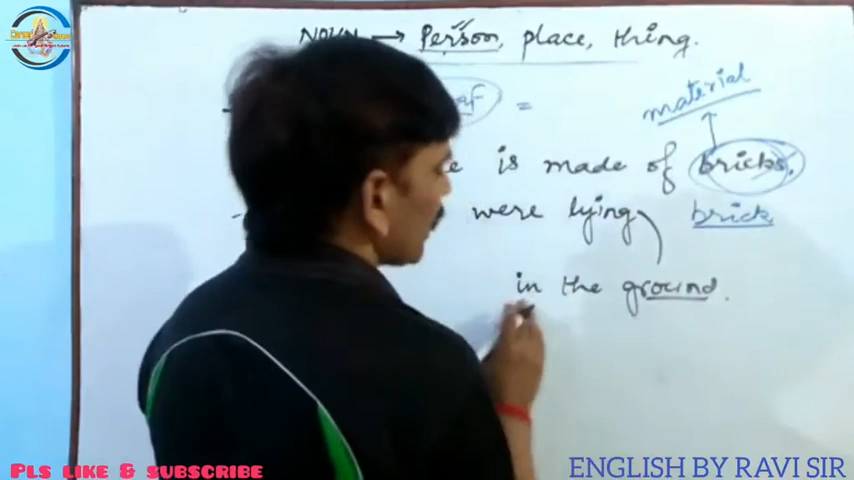 NOUN → Person, place, thing.
material
=
is made of bricks.
were lying brick
in the ground.
PLS LIKE & SUBSCRIBE
ENGLISH BY RAVI SIR